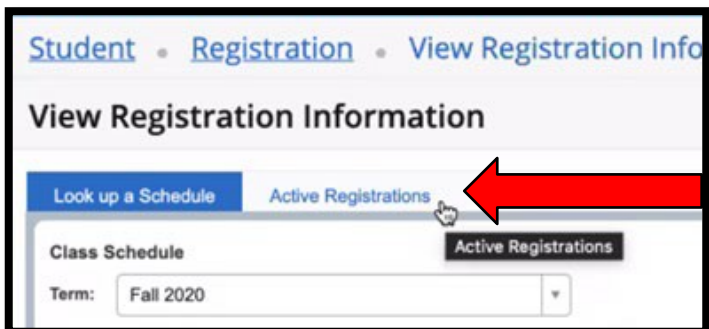 Student • Registration • View Registration Info
View Registration Information
Look up a Schedule Active Registrations
Active Registrations
Class Schedule
Term: Fall 2020